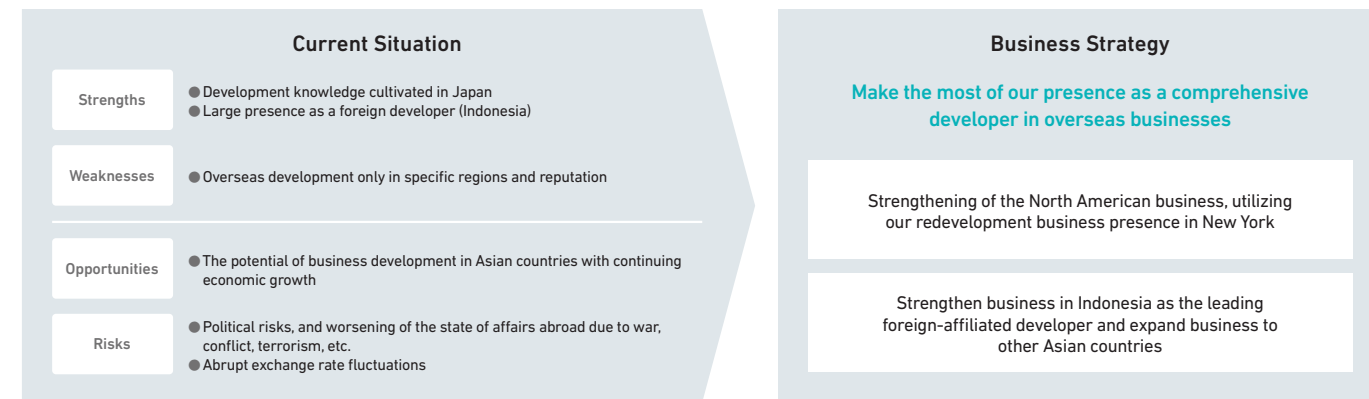 Current Situation
Strengths
● Development knowledge cultivated in Japan
● Large presence as a foreign developer (Indonesia)
Weaknesses
● Overseas development only in specific regions and reputation
Opportunities
● The potential of business development in Asian countries with continuing
economic growth
Risks
● Political risks, and worsening of the state of affairs abroad due to war,
conflict, terrorism, etc.
● Abrupt exchange rate fluctuations
Business Strategy
Make the most of our presence as a comprehensive
developer in overseas businesses
Strengthening of the North American business, utilizing
our redevelopment business presence in New York
Strengthen business in Indonesia as the leading
foreign-affiliated developer and expand business to
other Asian countries